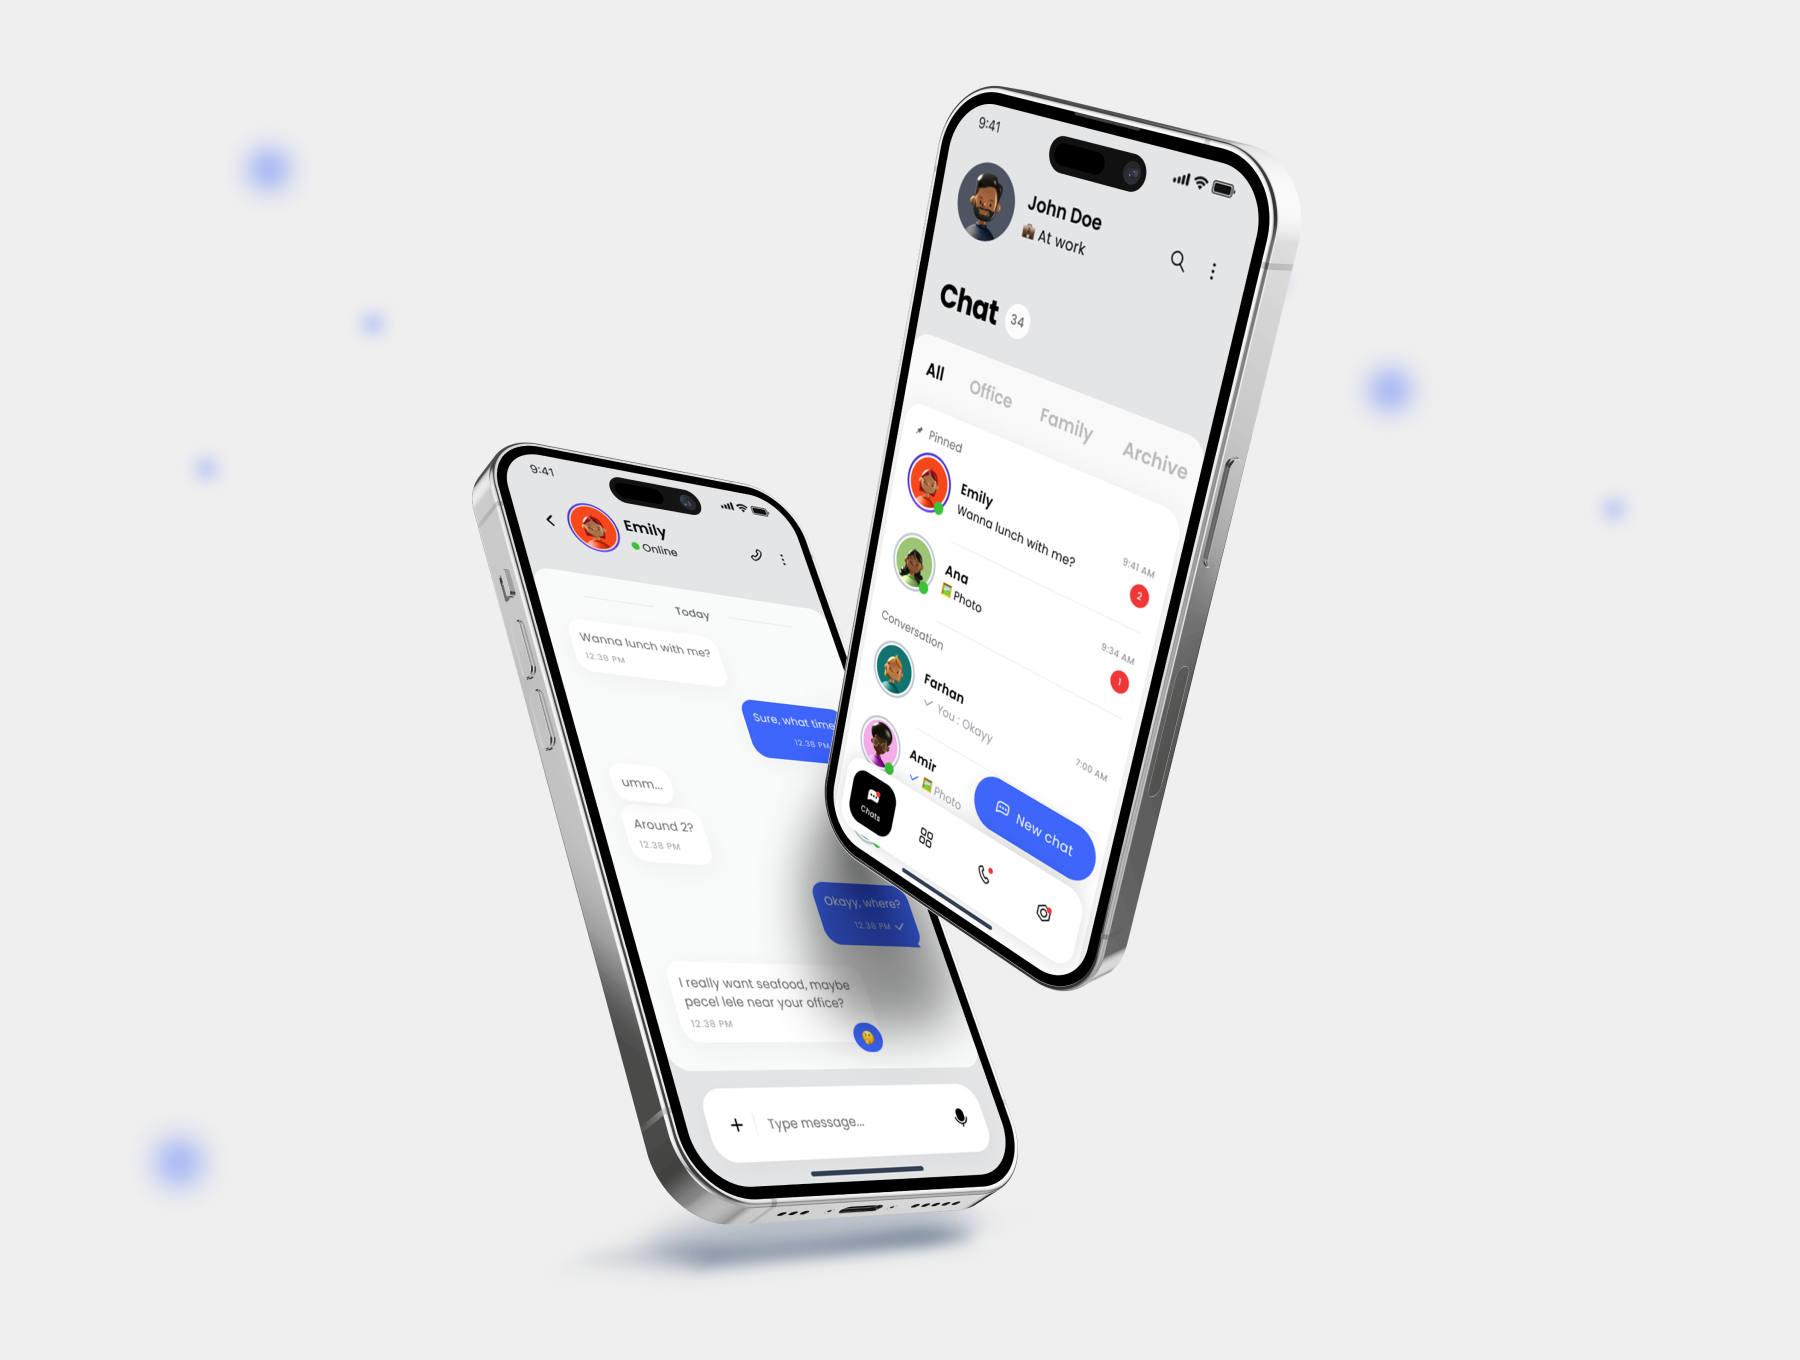 9:41
John Doe
At work
Chat 34
All Office Family Archive
Pinned
Emily
Wanna lunch with me?
9:41 AM
2
Ana
Photo
9:34 AM
1
Conversation
Farhan
You : Okayy
7:00 AM
Amir
Photo
New chat
Chats
9:41
Emily
Online
Today
Wanna lunch with me?
12.38 PM
Sure, what time
12.38 PM
umm...
Around 2?
12.38 PM
Okayy, where?
12.38 PM
I really want seafood, maybe
pecel lele near your office?
12.38 PM
Type message...